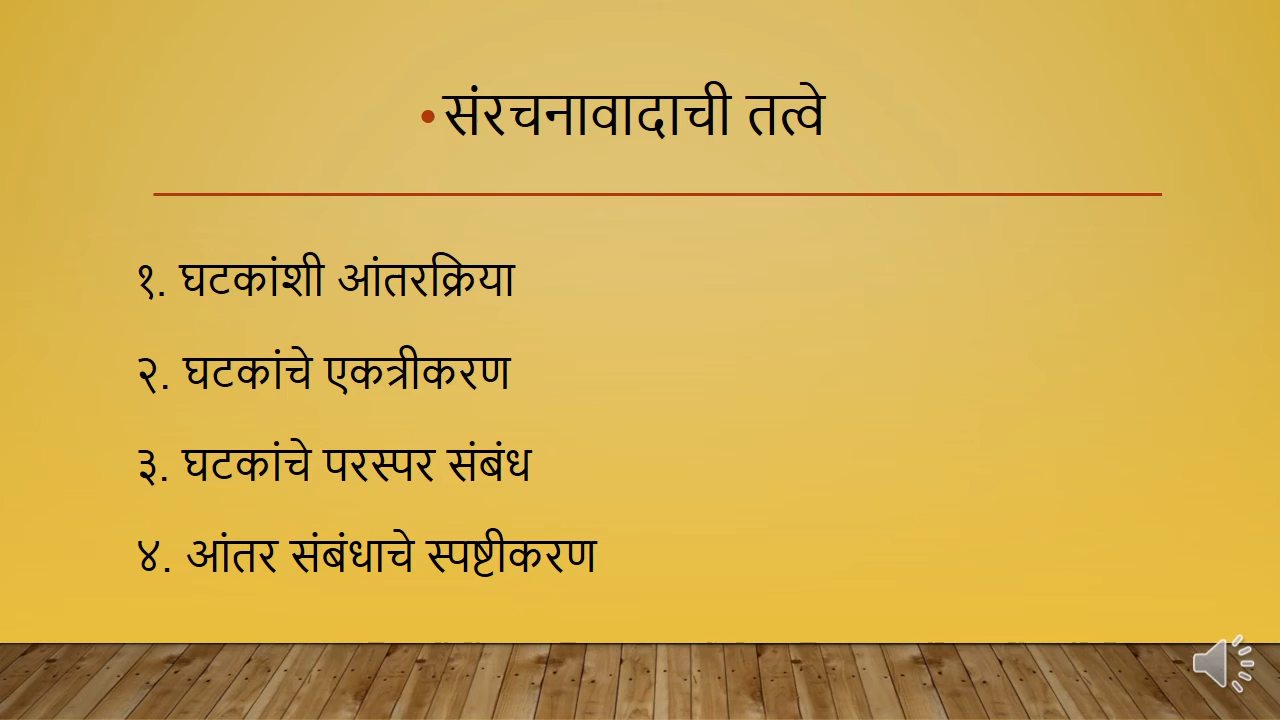 •संरचनावादाची तत्वे
१. घटकांशी आंतरक्रिया
२. घटकांचे एकत्रीकरण
३. घटकांचे परस्पर संबंध
४. आंतर संबंधाचे स्पष्टीकरण